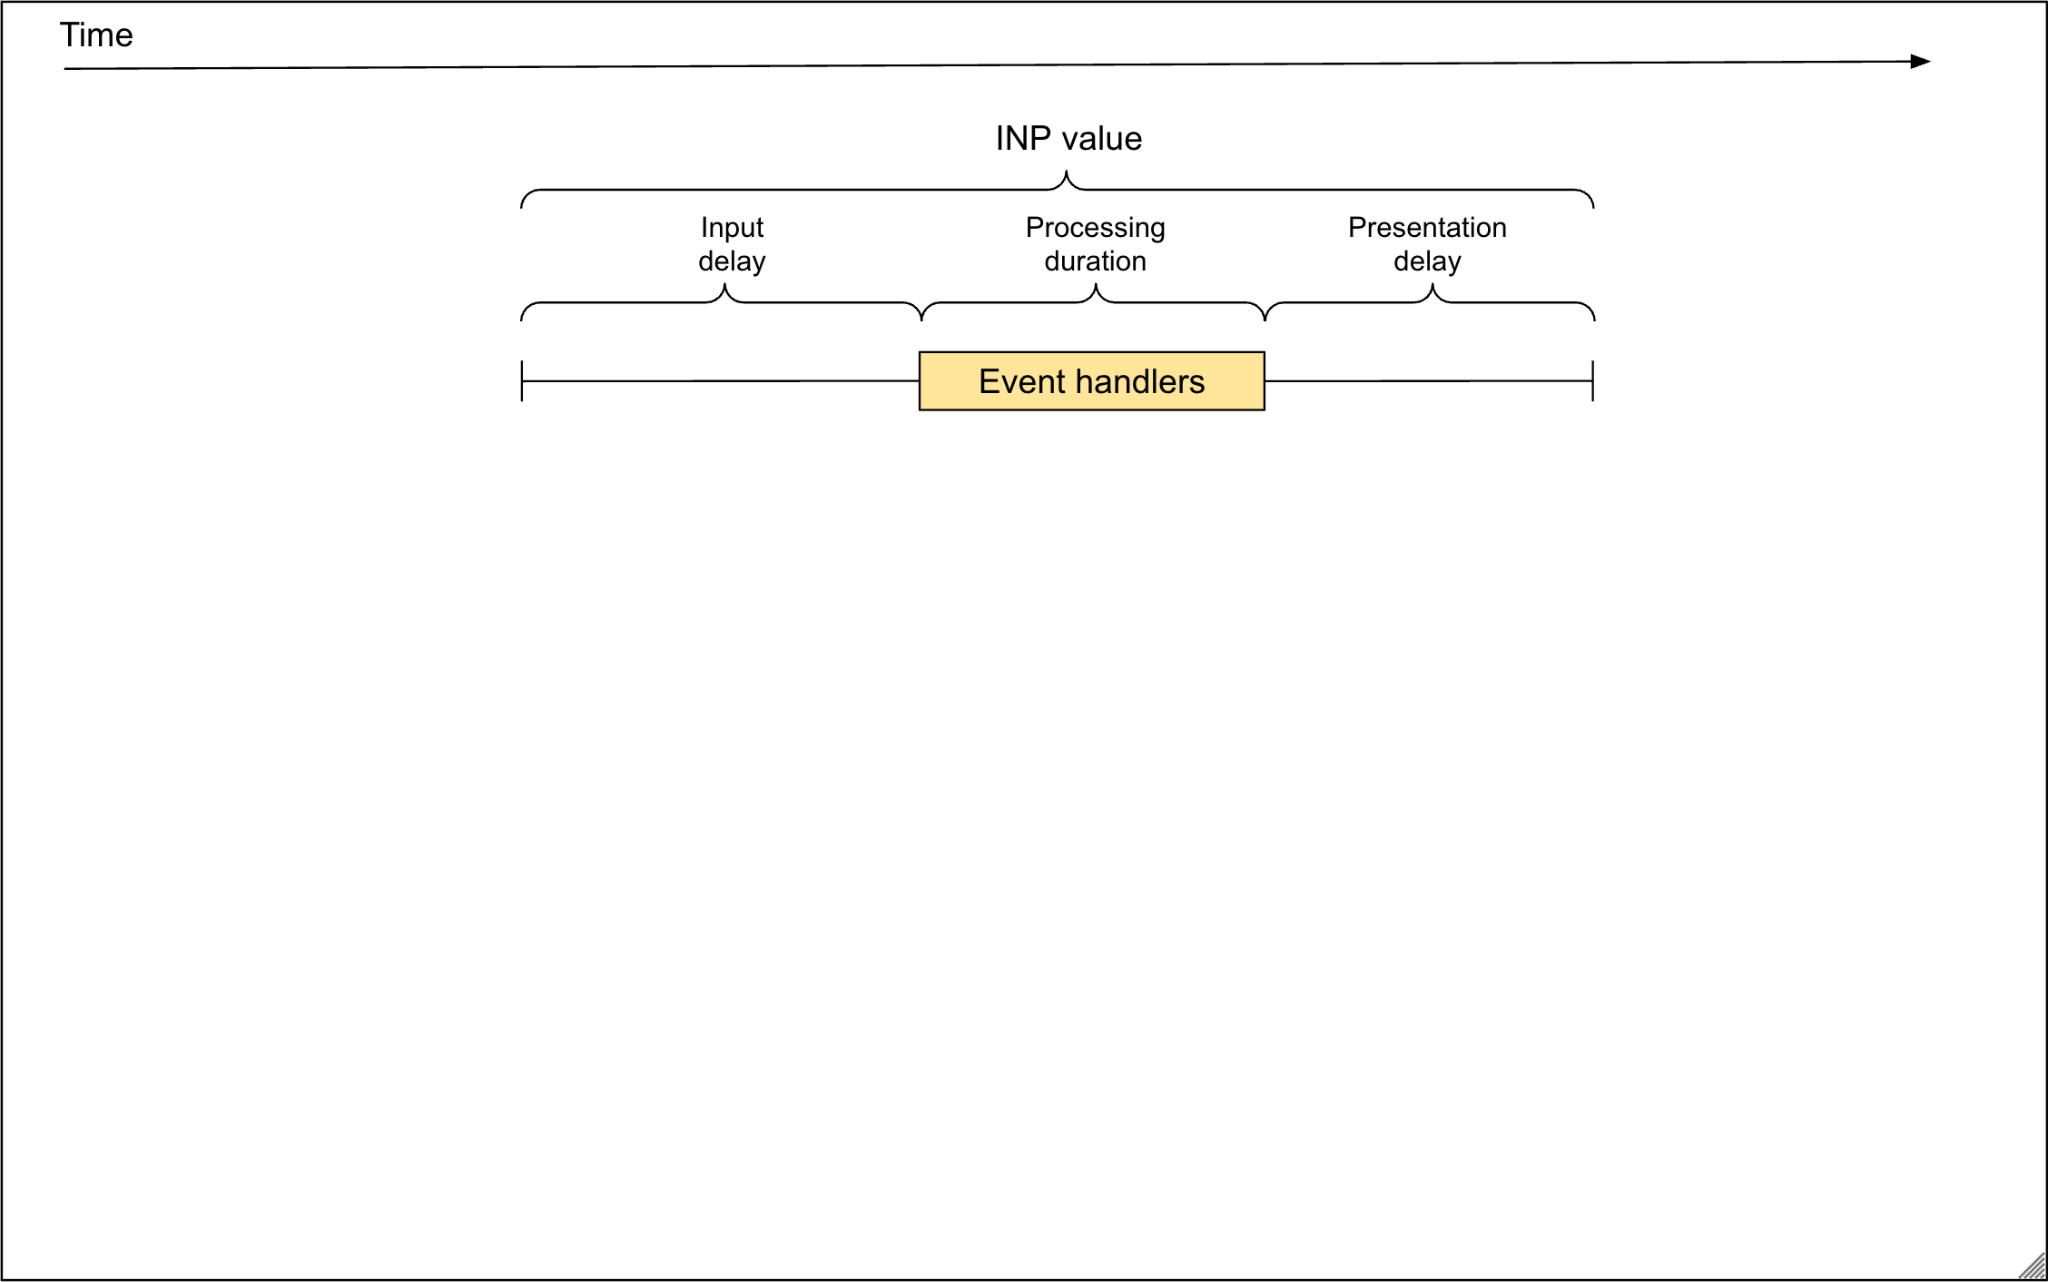 Time
INP value
Input
delay
Processing
duration
Presentation
delay
Event handlers